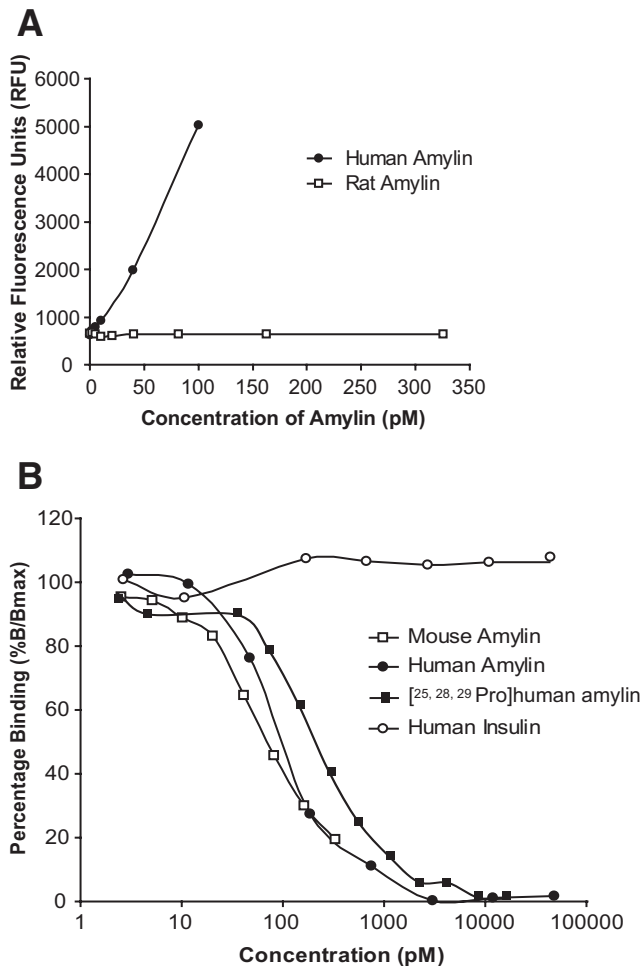 A
Relative Fluorescence Units (RFU)
6000
5000
4000
3000
2000
1000
0
Human Amylin
Rat Amylin
0 50 100 150 200 250 300 350
Concentration of Amylin (pM)
B
Percentage Binding (%B/Bmax)
120
100
80
60
40
20
0
Mouse Amylin
Human Amylin
[25, 28, 29 Pro]human amylin
Human Insulin
1 10 100 1000 10000 100000
Concentration (pM)